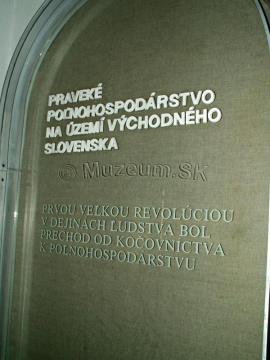 PRAVEKÉ
POĽNOHOSPODÁRSTVO
NA ÚZEMÍ VÝCHODNÉHO
SLOVENSKA
© Muzeum.SK
PRVOU VEĽKOU REVOLÚCIOU
V DEJINÁCH ĽUDSTVA BOL
PRECHOD OD KOČOVNÍCTVA
K POĽNOHOSPODÁRSTVU